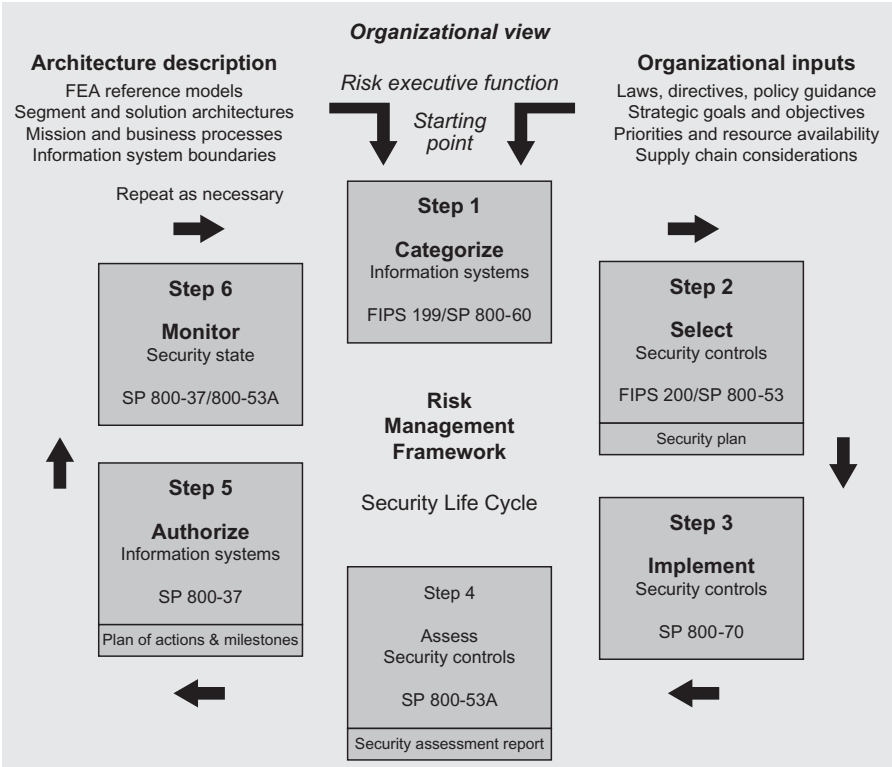 Organizational view
Architecture description
FEA reference models
Segment and solution architectures
Mission and business processes
Information system boundaries
Risk executive function
Starting
point
Organizational inputs
Laws, directives, policy guidance
Strategic goals and objectives
Priorities and resource availability
Supply chain considerations
Repeat as necessary
Step 1
Categorize
Information systems
FIPS 199/SP 800-60
Step 2
Select
Security controls
FIPS 200/SP 800-53
Security plan
Step 3
Implement
Security controls
SP 800-70
Step 4
Assess
Security controls
SP 800-53A
Security assessment report
Step 5
Authorize
Information systems
SP 800-37
Plan of actions & milestones
Step 6
Monitor
Security state
SP 800-37/800-53A
Risk
Management
Framework
Security Life Cycle